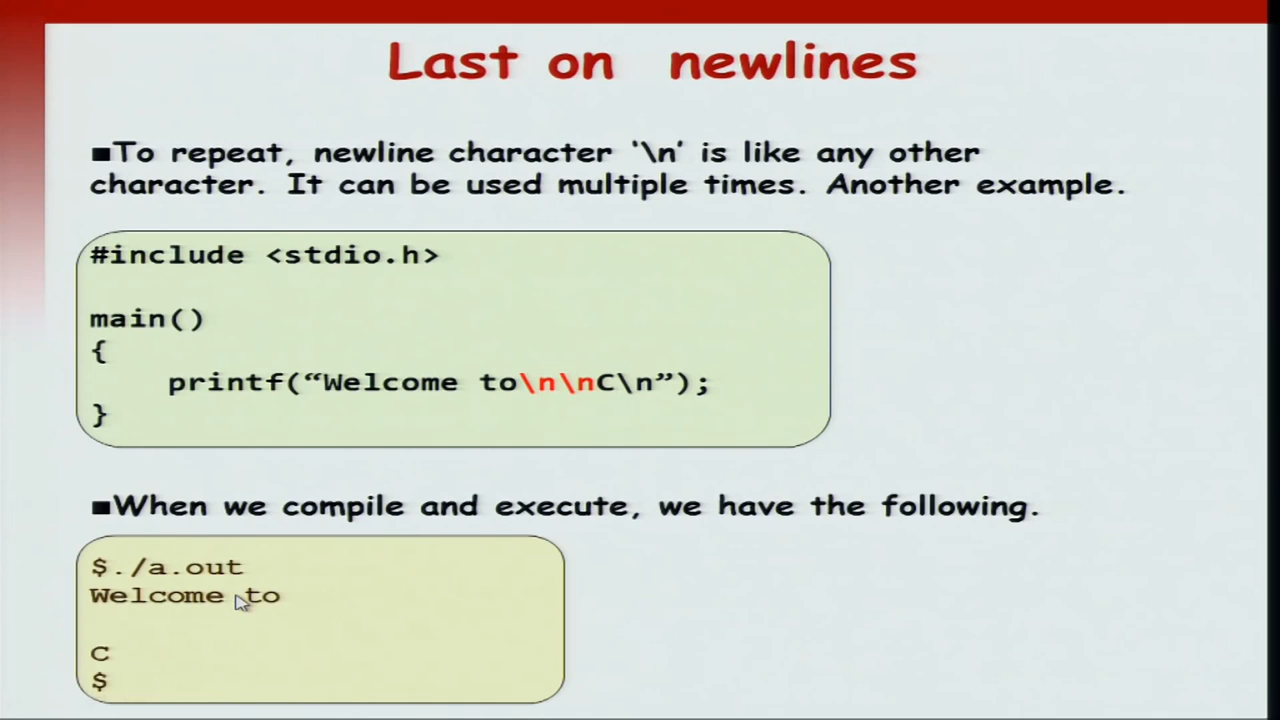 Last on newlines
■To repeat, newline character ‘\n’ is like any other
character. It can be used multiple times. Another example.
#include <stdio.h>
main()
{
printf(“Welcome to\n\nC\n”);
}
■When we compile and execute, we have the following.
$./a.out
Welcome to
C
$